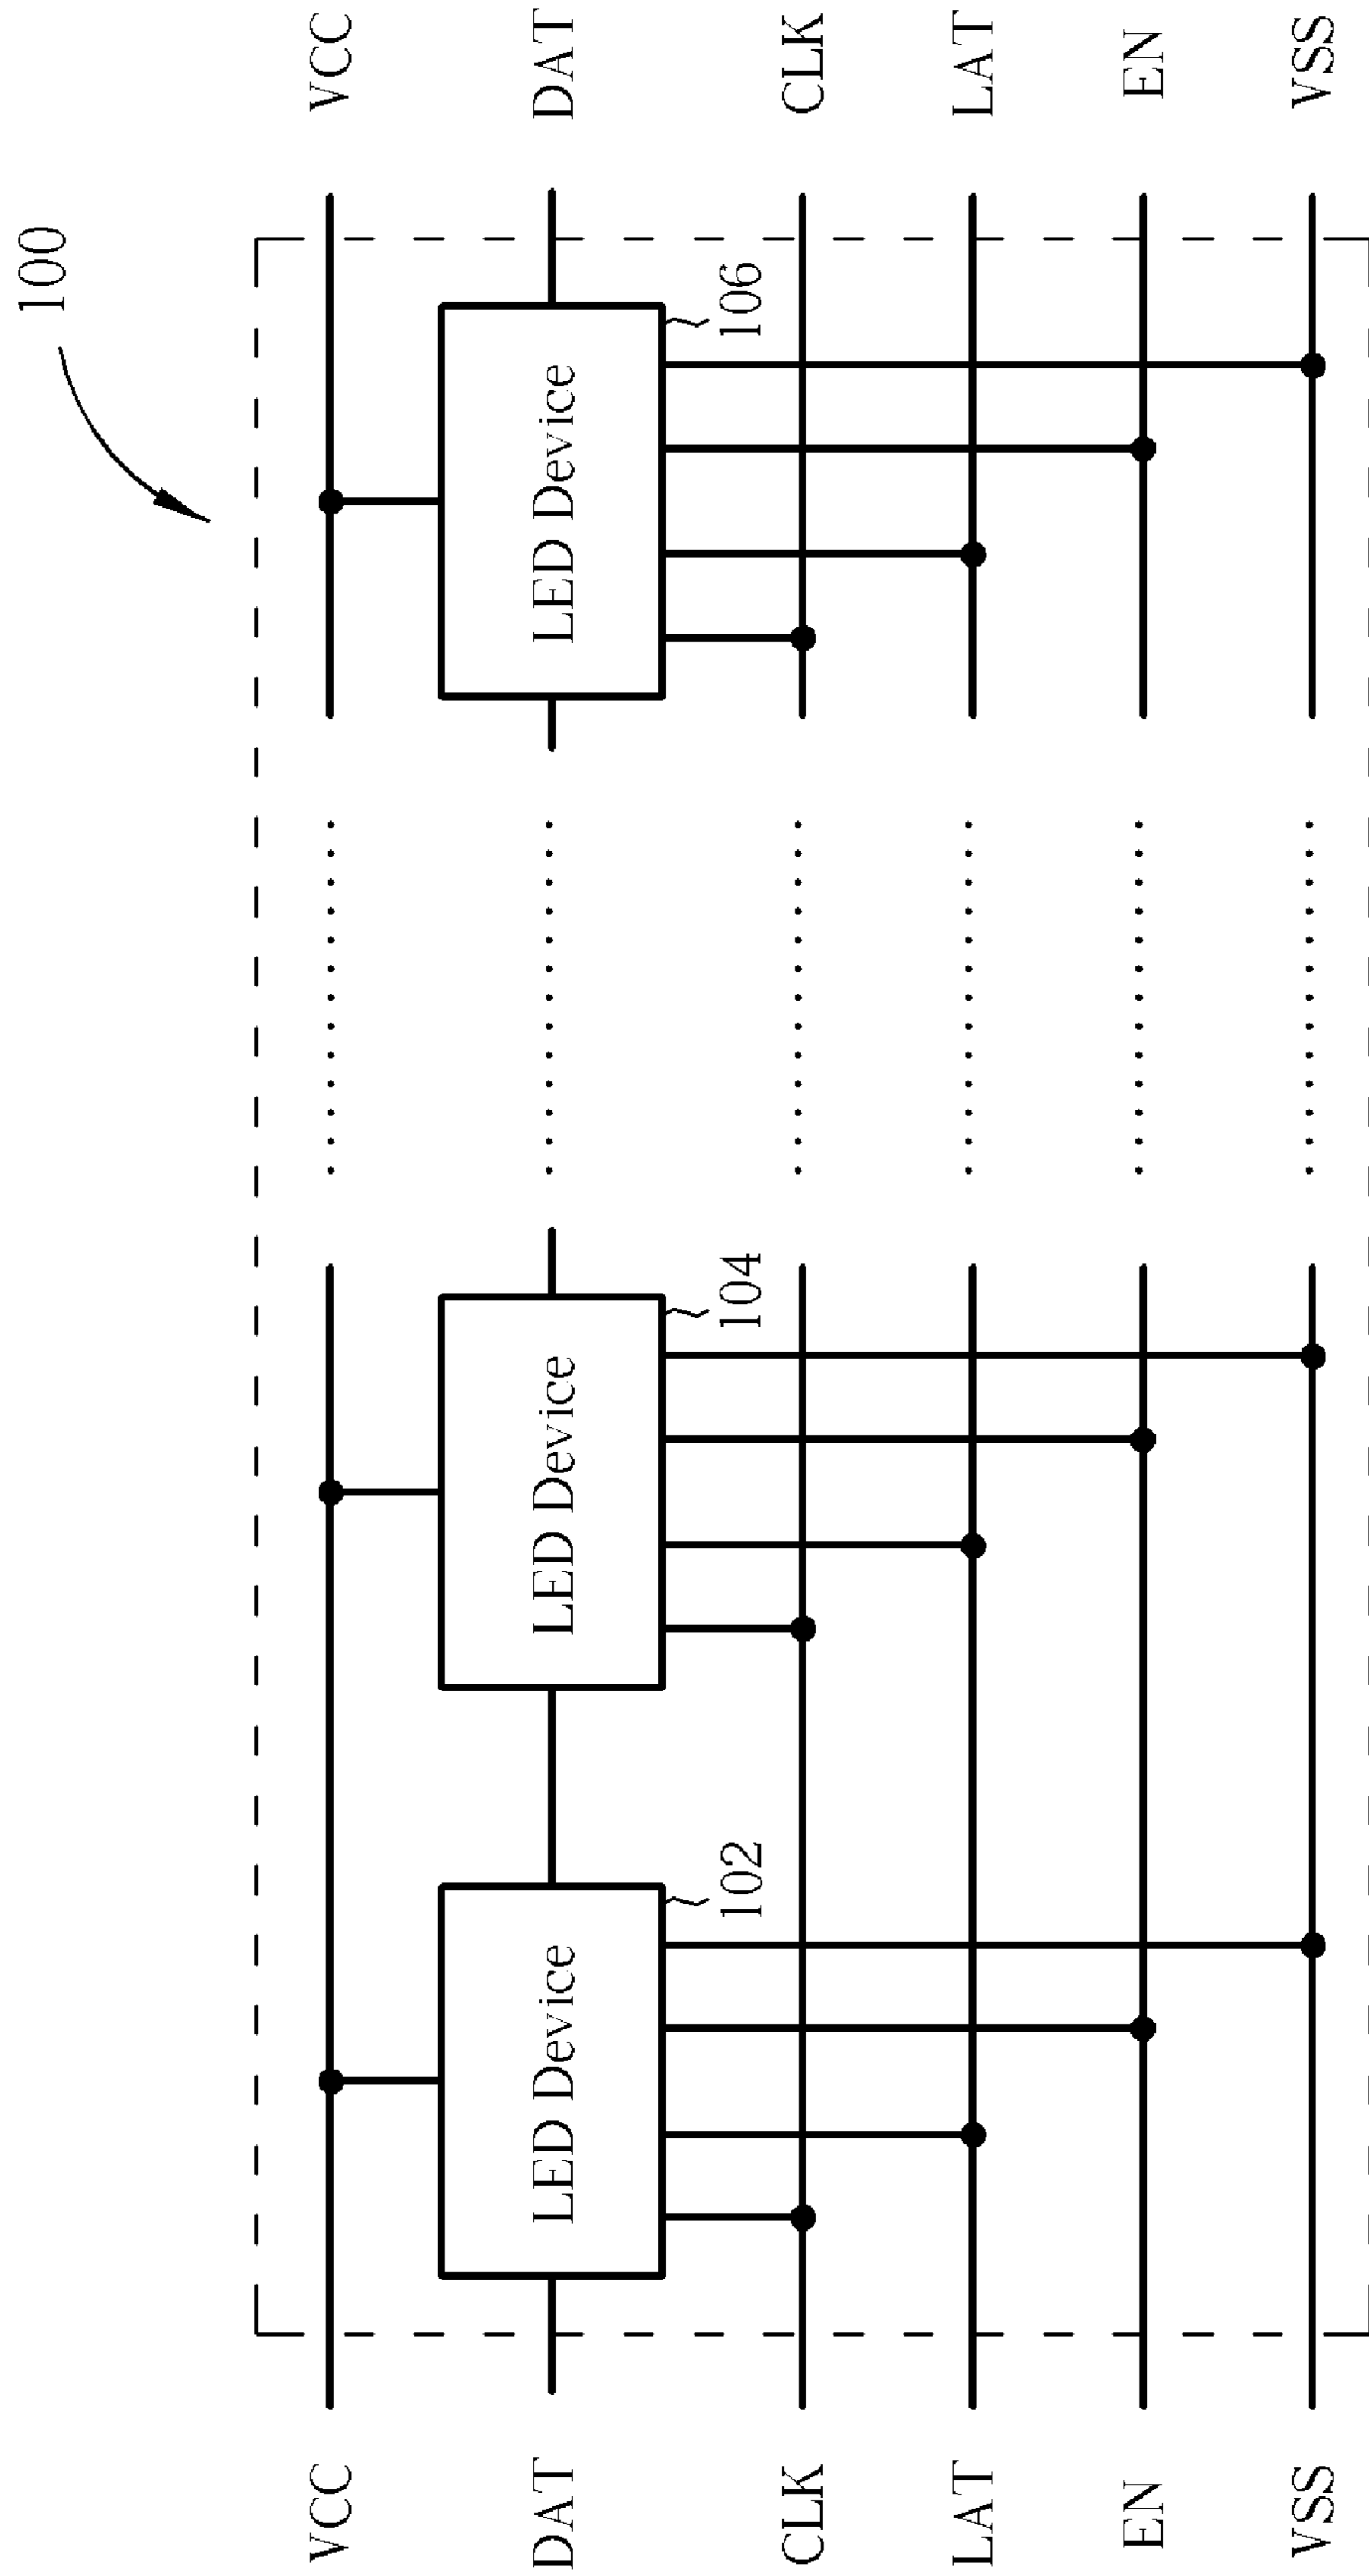 100
VCC
VCC
LED Device
LED Device
LED Device
DAT
DAT
102
104
106
CLK
CLK
LAT
LAT
EN
EN
VSS
VSS